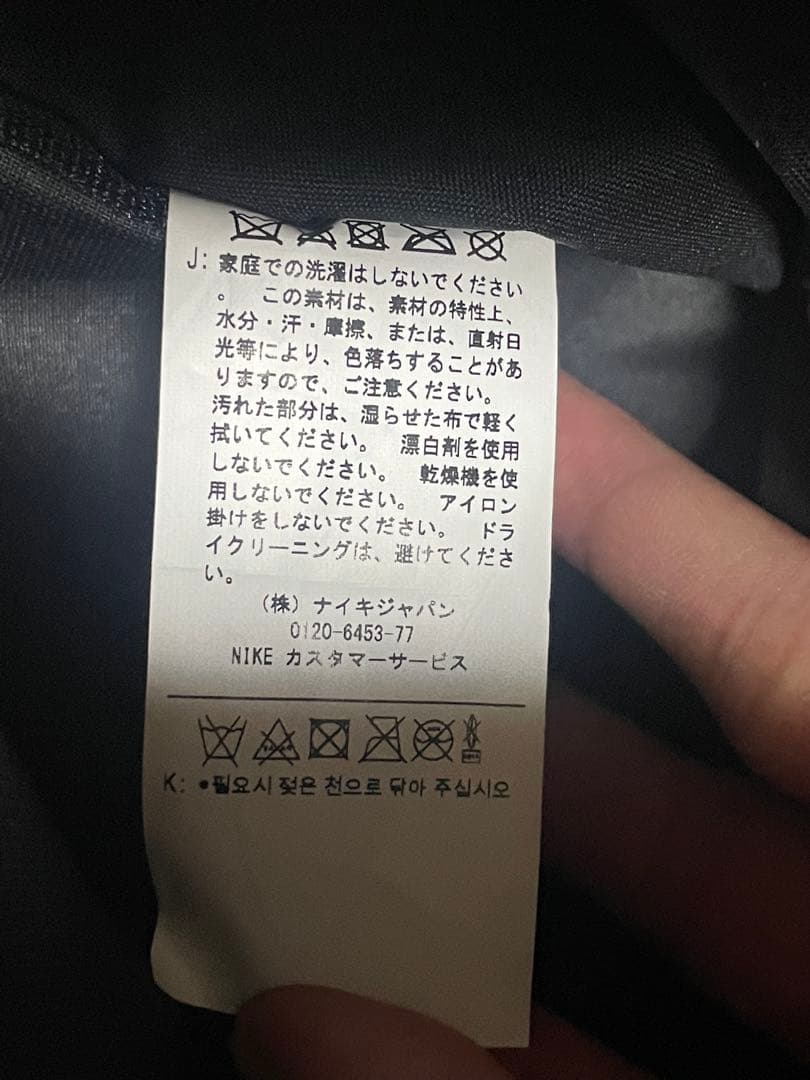 J: 家庭での洗濯はしないでください
。 この素材は、素材の特性上、
水分・汗・摩擦、または、直射日
光等により、色落ちすることがあ
りますので、ご注意ください。
汚れた部分は、湿らせた布で軽く
拭いてください。 漂白剤を使用
しないでください。 乾燥機を使
用しないでください。 アイロン
掛けをしないでください。 ドラ
イクリーニングは、避けてくださ
い。
(株) ナイキジャパン
0120-6453-77
NIKE カスタマーサービス
K: •필요시 젖은 천으로 닦아 주십시오